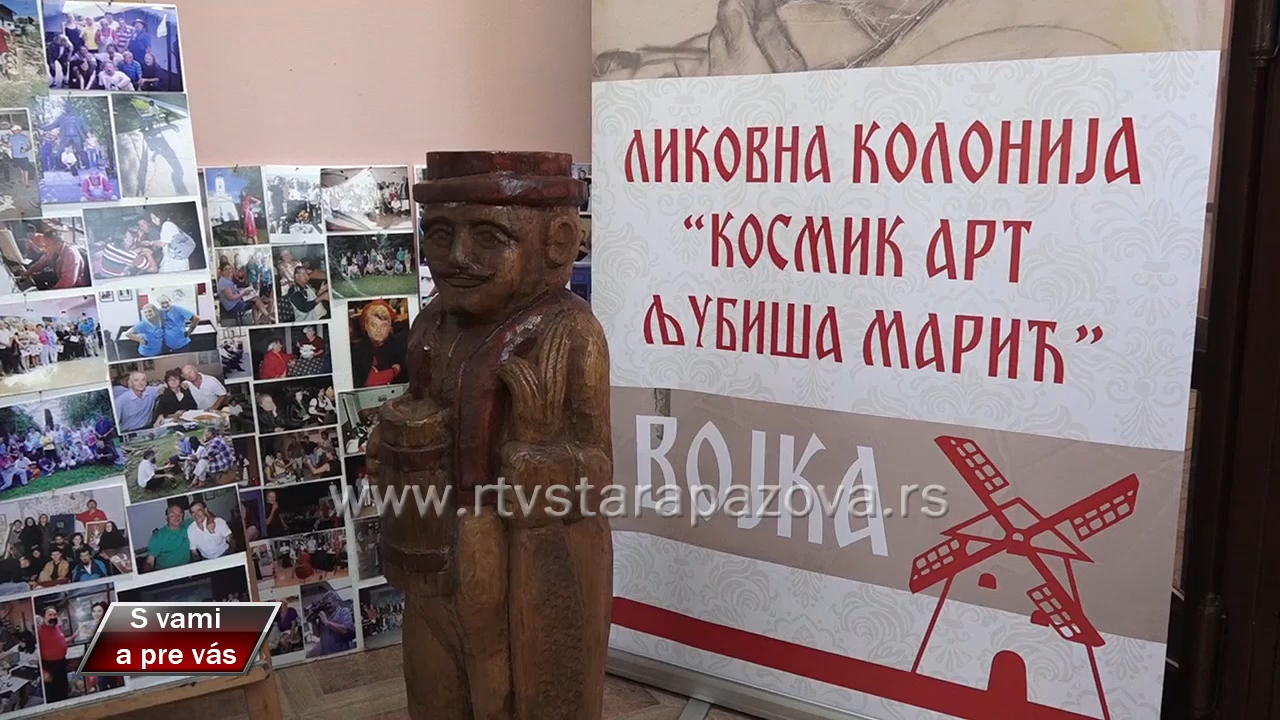 ЛИКОВНА КОЛОНИЈА
“КОСМИК АРТ
ЉУБИША МАРИЋ”
ВОЈКА
www.rtvstarapazova.rs
S vami
a pre vás